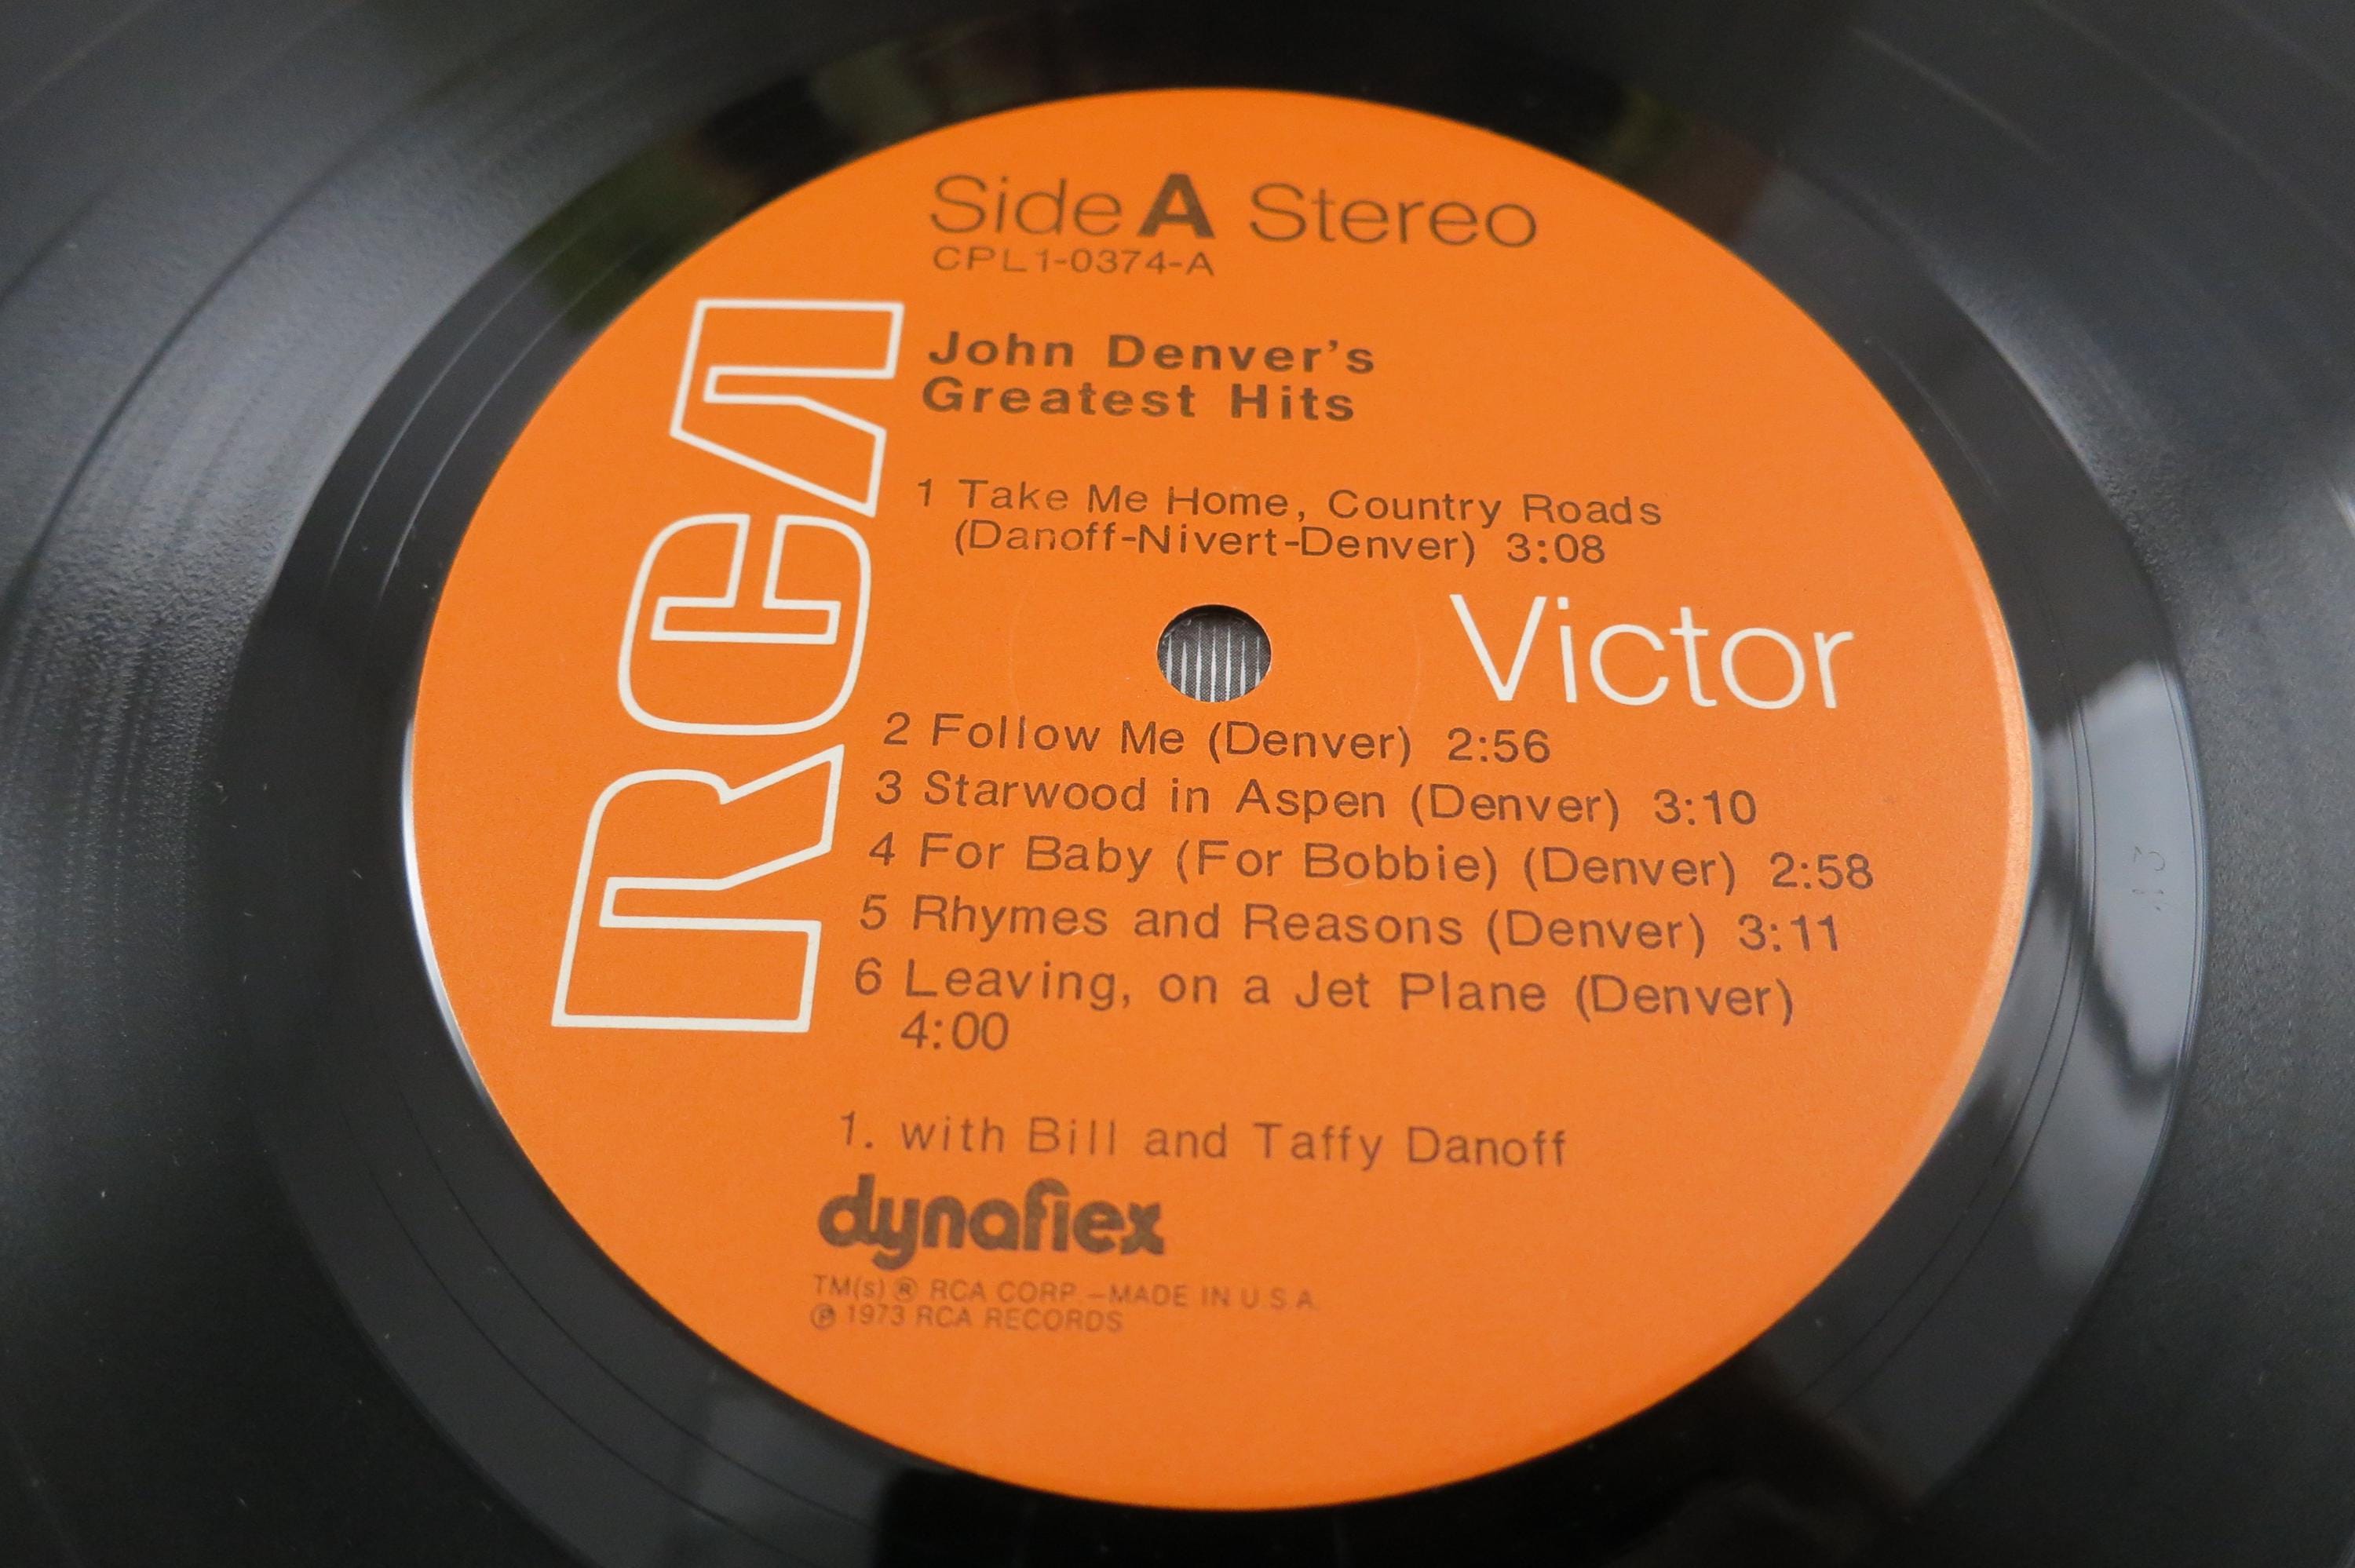 Side A Stereo
CPL1-0374-A
RCA
John Denver's
Greatest Hits
1 Take Me Home, Country Roads
(Danoff-Nivert-Denver) 3:08
Victor
2 Follow Me (Denver) 2:56
3 Starwood in Aspen (Denver) 3:10
4 For Baby (For Bobbie) (Denver) 2:58
5 Rhymes and Reasons (Denver) 3:11
6 Leaving, on a Jet Plane (Denver)
4:00
1. with Bill and Taffy Danoff
dynaflex
TM(s) ® RCA CORP.–MADE IN U.S.A.
℗ 1973 RCA RECORDS